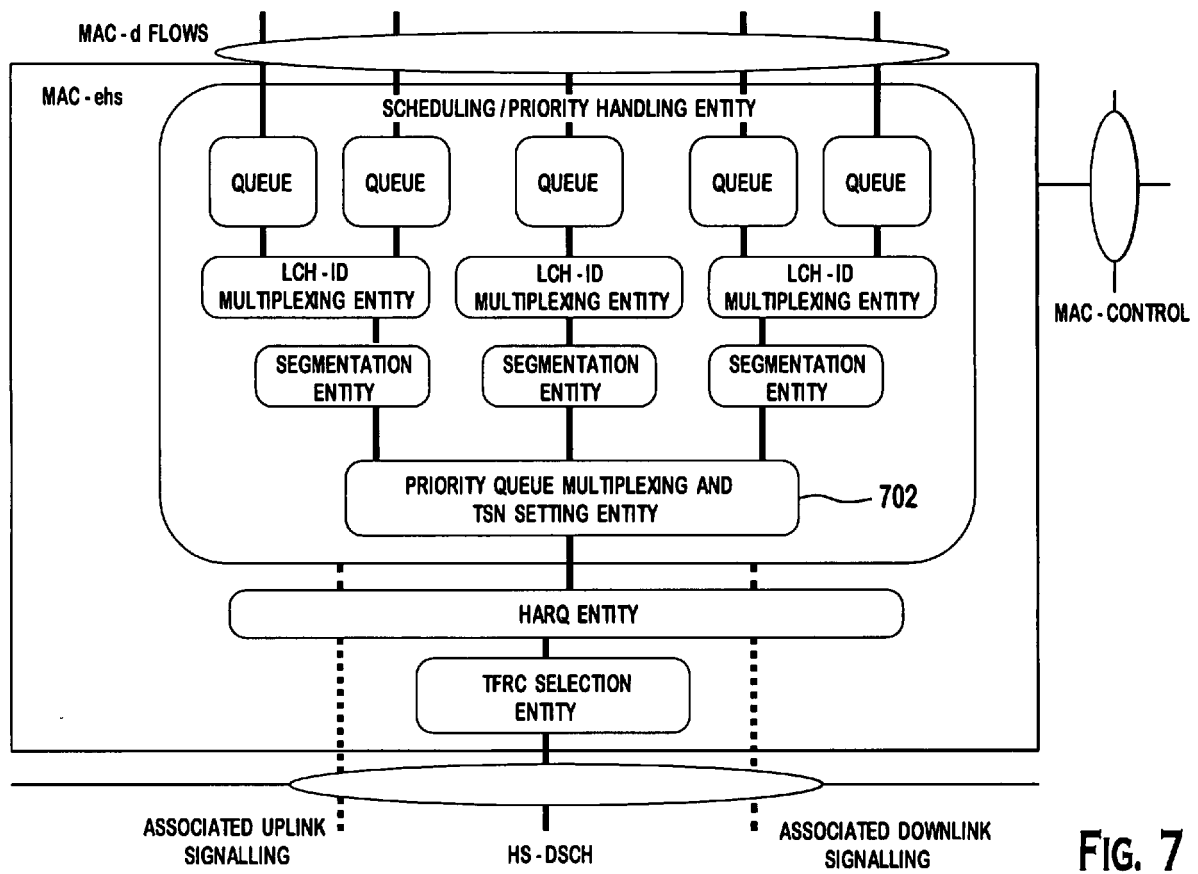 MAC-d FLOWS
MAC-ehs
SCHEDULING/PRIORITY HANDLING ENTITY
QUEUE
QUEUE
QUEUE
QUEUE
QUEUE
LCH-ID
MULTIPLEXING ENTITY
LCH-ID
MULTIPLEXING ENTITY
LCH-ID
MULTIPLEXING ENTITY
MAC-CONTROL
SEGMENTATION
ENTITY
SEGMENTATION
ENTITY
SEGMENTATION
ENTITY
PRIORITY QUEUE MULTIPLEXING AND
TSN SETTING ENTITY
702
HARQ ENTITY
TFRC SELECTION
ENTITY
ASSOCIATED UPLINK
SIGNALLING
HS-DSCH
ASSOCIATED DOWNLINK
SIGNALLING
FIG. 7